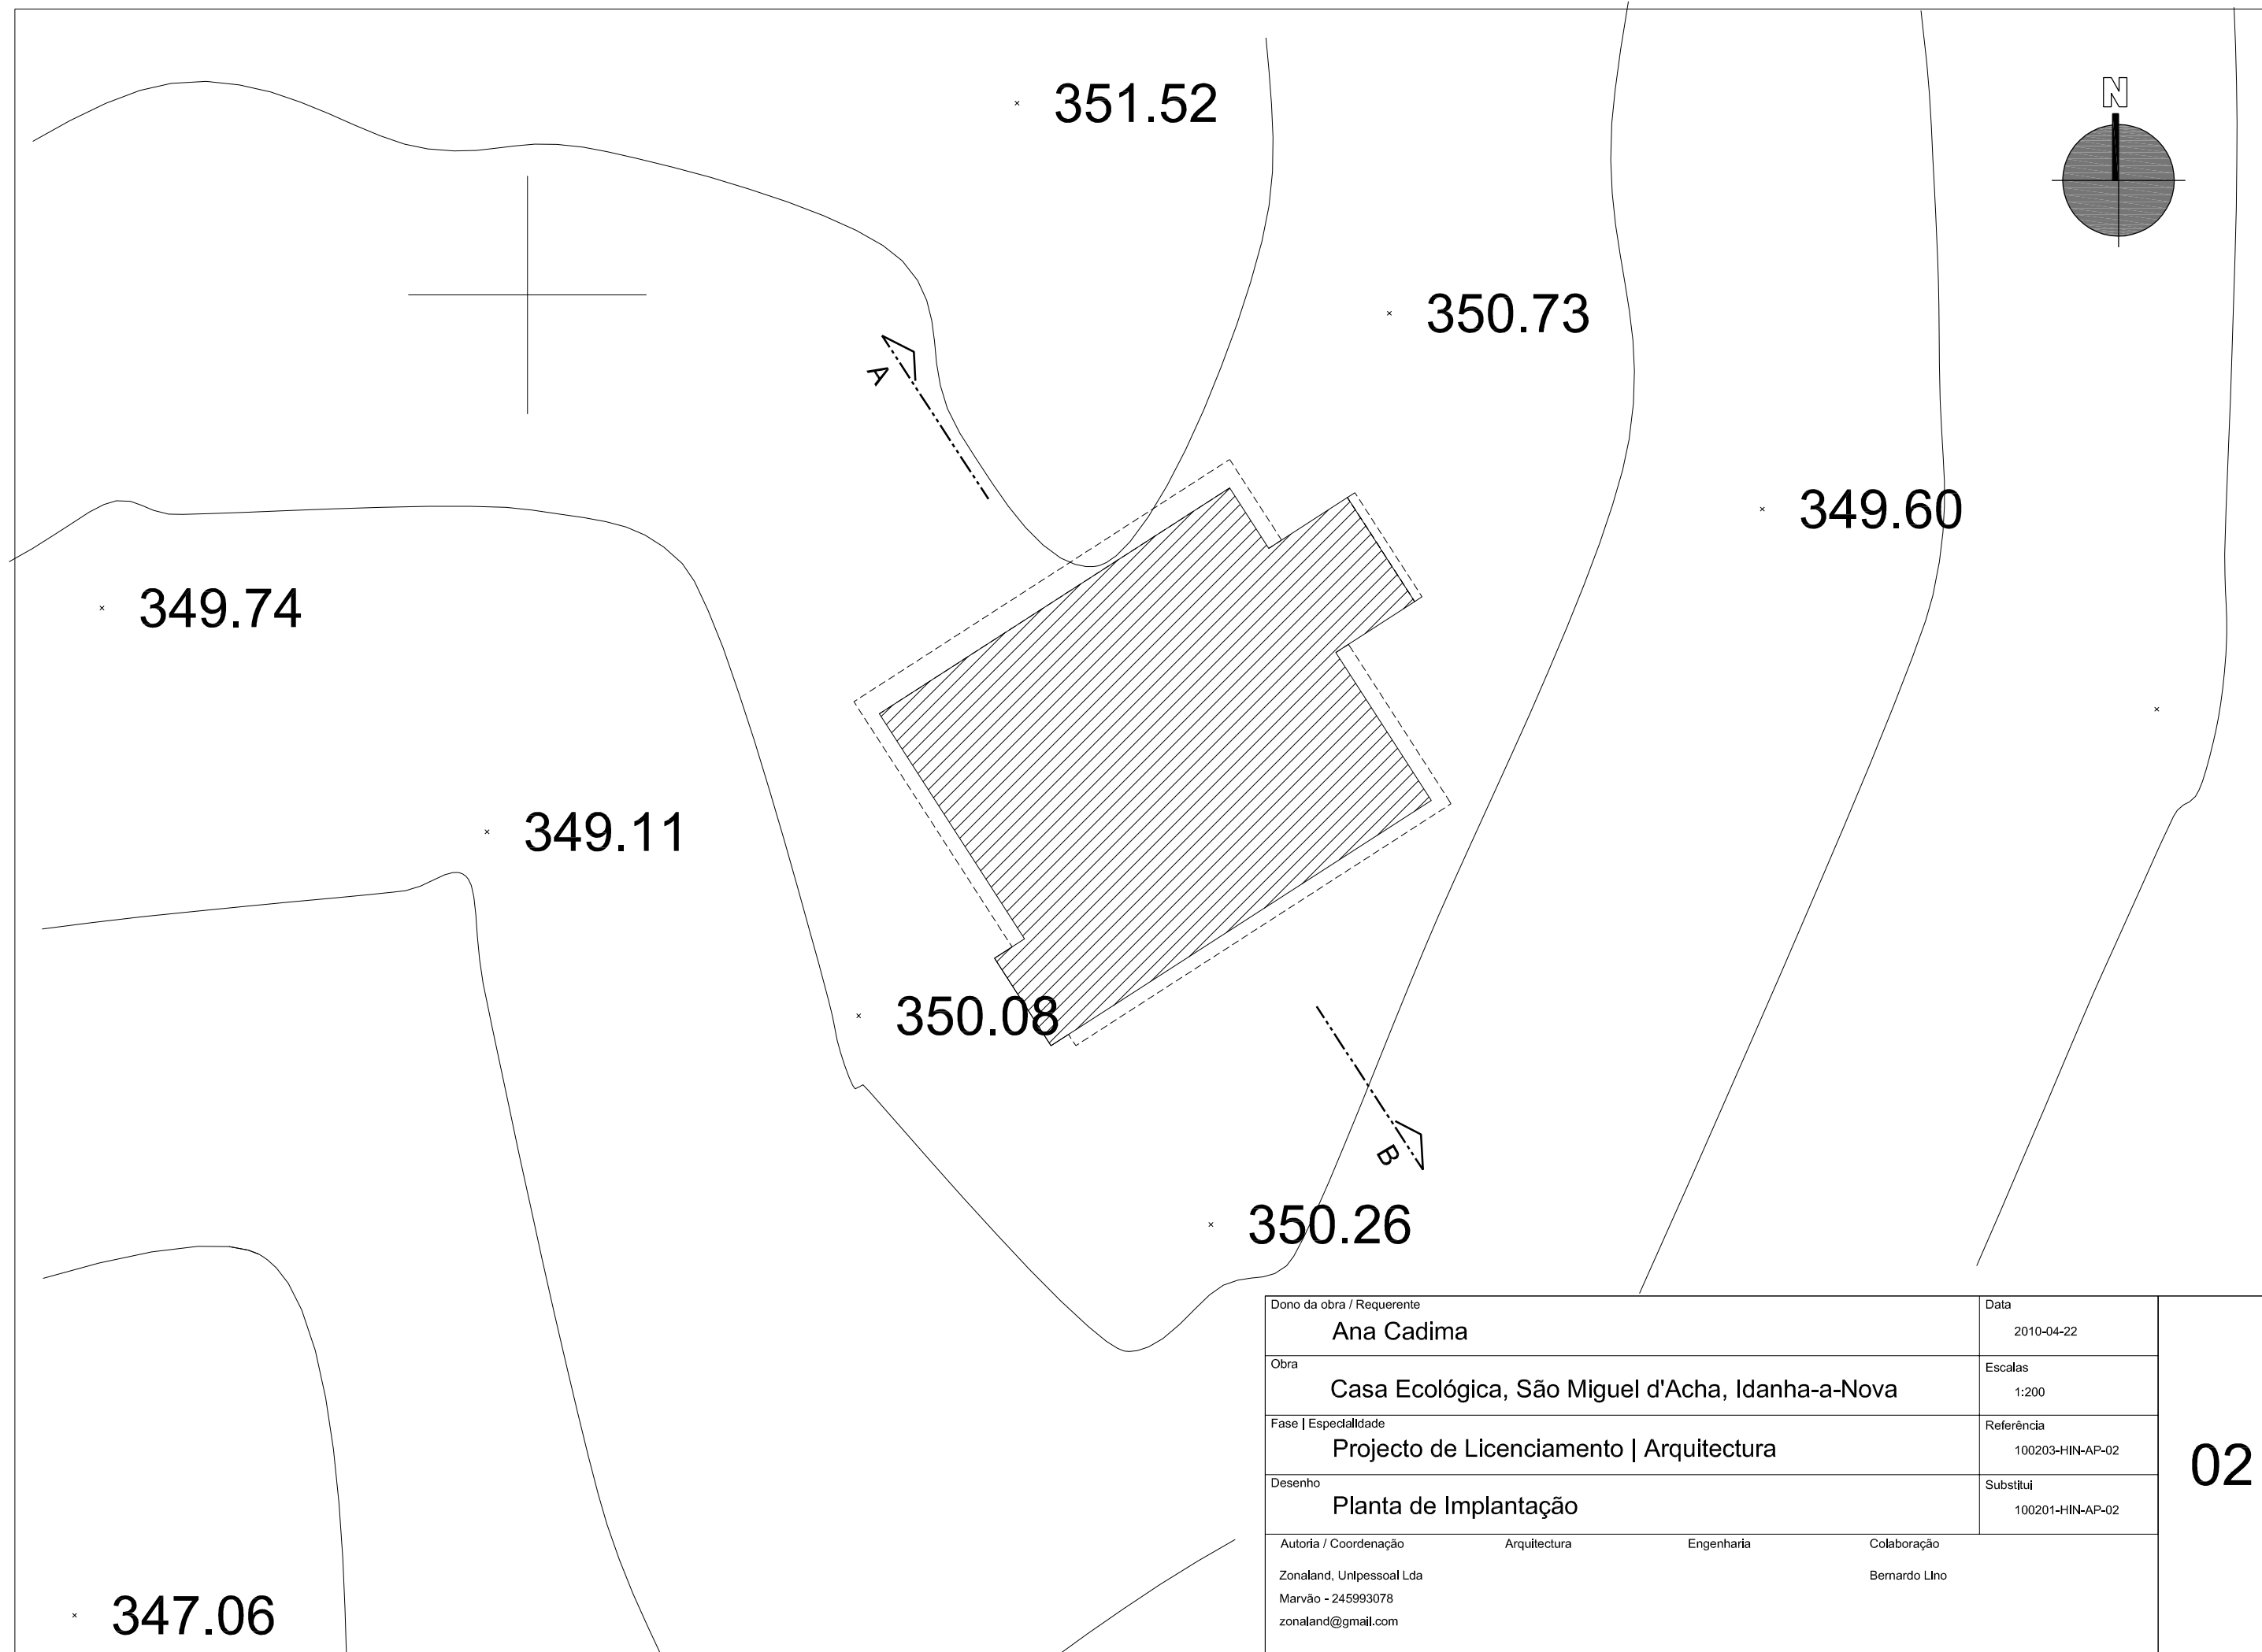 351.52
N
350.73
A
349.60
349.74
349.11
350.08
B
350.26
347.06
Dono da obra / Requerente
Ana Cadima
Data
2010-04-22
Obra
Casa Ecológica, São Miguel d'Acha, Idanha-a-Nova
Escalas
1:200
Fase | Especialidade
Projecto de Licenciamento | Arquitectura
Referência
100203-HIN-AP-02
Desenho
Planta de Implantação
Substitui
100201-HIN-AP-02
02
Autoria / Coordenação Arquitectura Engenharia Colaboração
Zonaland, Unipessoal Lda Bernardo Lino
Marvão - 245993078
zonaland@gmail.com